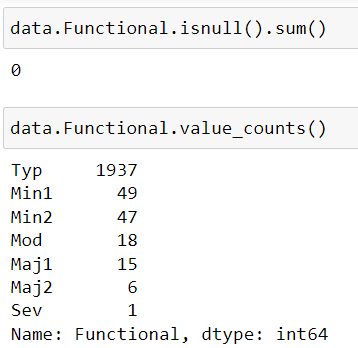 data.Functional.isnull().sum()
0
data.Functional.value_counts()
Typ     1937
Min1      49
Min2      47
Mod       18
Maj1      15
Maj2       6
Sev        1
Name: Functional, dtype: int64